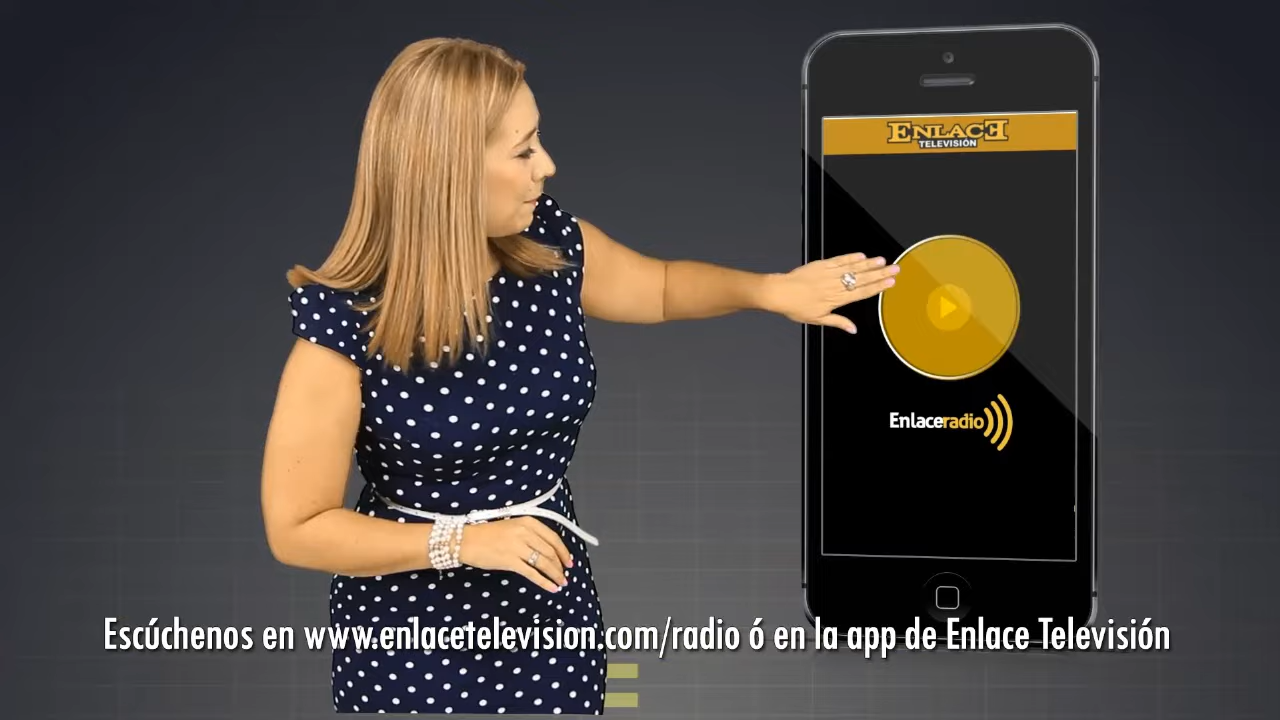 ENLACE
TELEVISIÓN
Enlaceradio
Escúchenos en www.enlacetelevision.com/radio ó en la app de Enlace Televisión